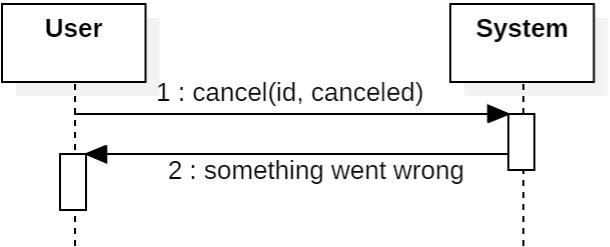 User
System
1 : cancel(id, canceled)
2 : something went wrong